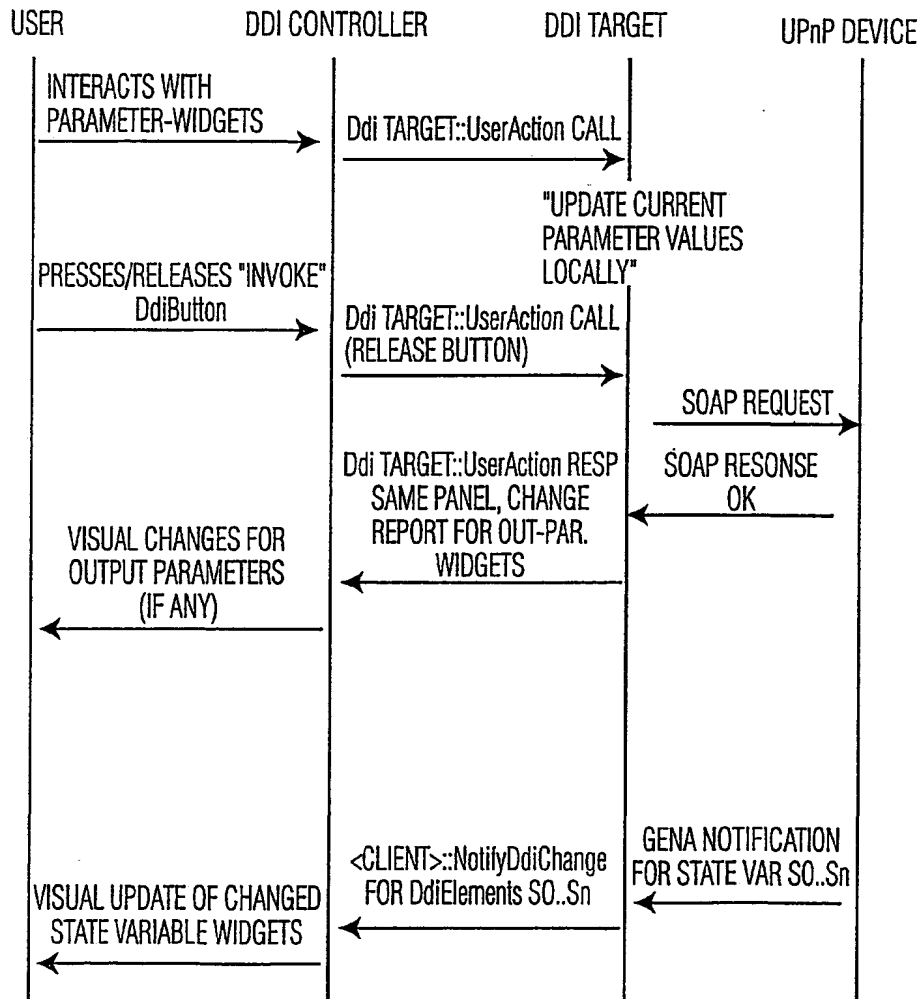 USER
DDI CONTROLLER
DDI TARGET
UPnP DEVICE
INTERACTS WITH
PARAMETER-WIDGETS
Ddi TARGET::UserAction CALL
"UPDATE CURRENT
PARAMETER VALUES
LOCALLY"
PRESSES/RELEASES "INVOKE"
DdiButton
Ddi TARGET::UserAction CALL
(RELEASE BUTTON)
SOAP REQUEST
Ddi TARGET::UserAction RESP
SAME PANEL, CHANGE
REPORT FOR OUT-PAR.
WIDGETS
SOAP RESONSE
OK
VISUAL CHANGES FOR
OUTPUT PARAMETERS
(IF ANY)
GENA NOTIFICATION
FOR STATE VAR SO..Sn
<CLIENT>::NotifyDdiChange
FOR DdiElements SO..Sn
VISUAL UPDATE OF CHANGED
STATE VARIABLE WIDGETS